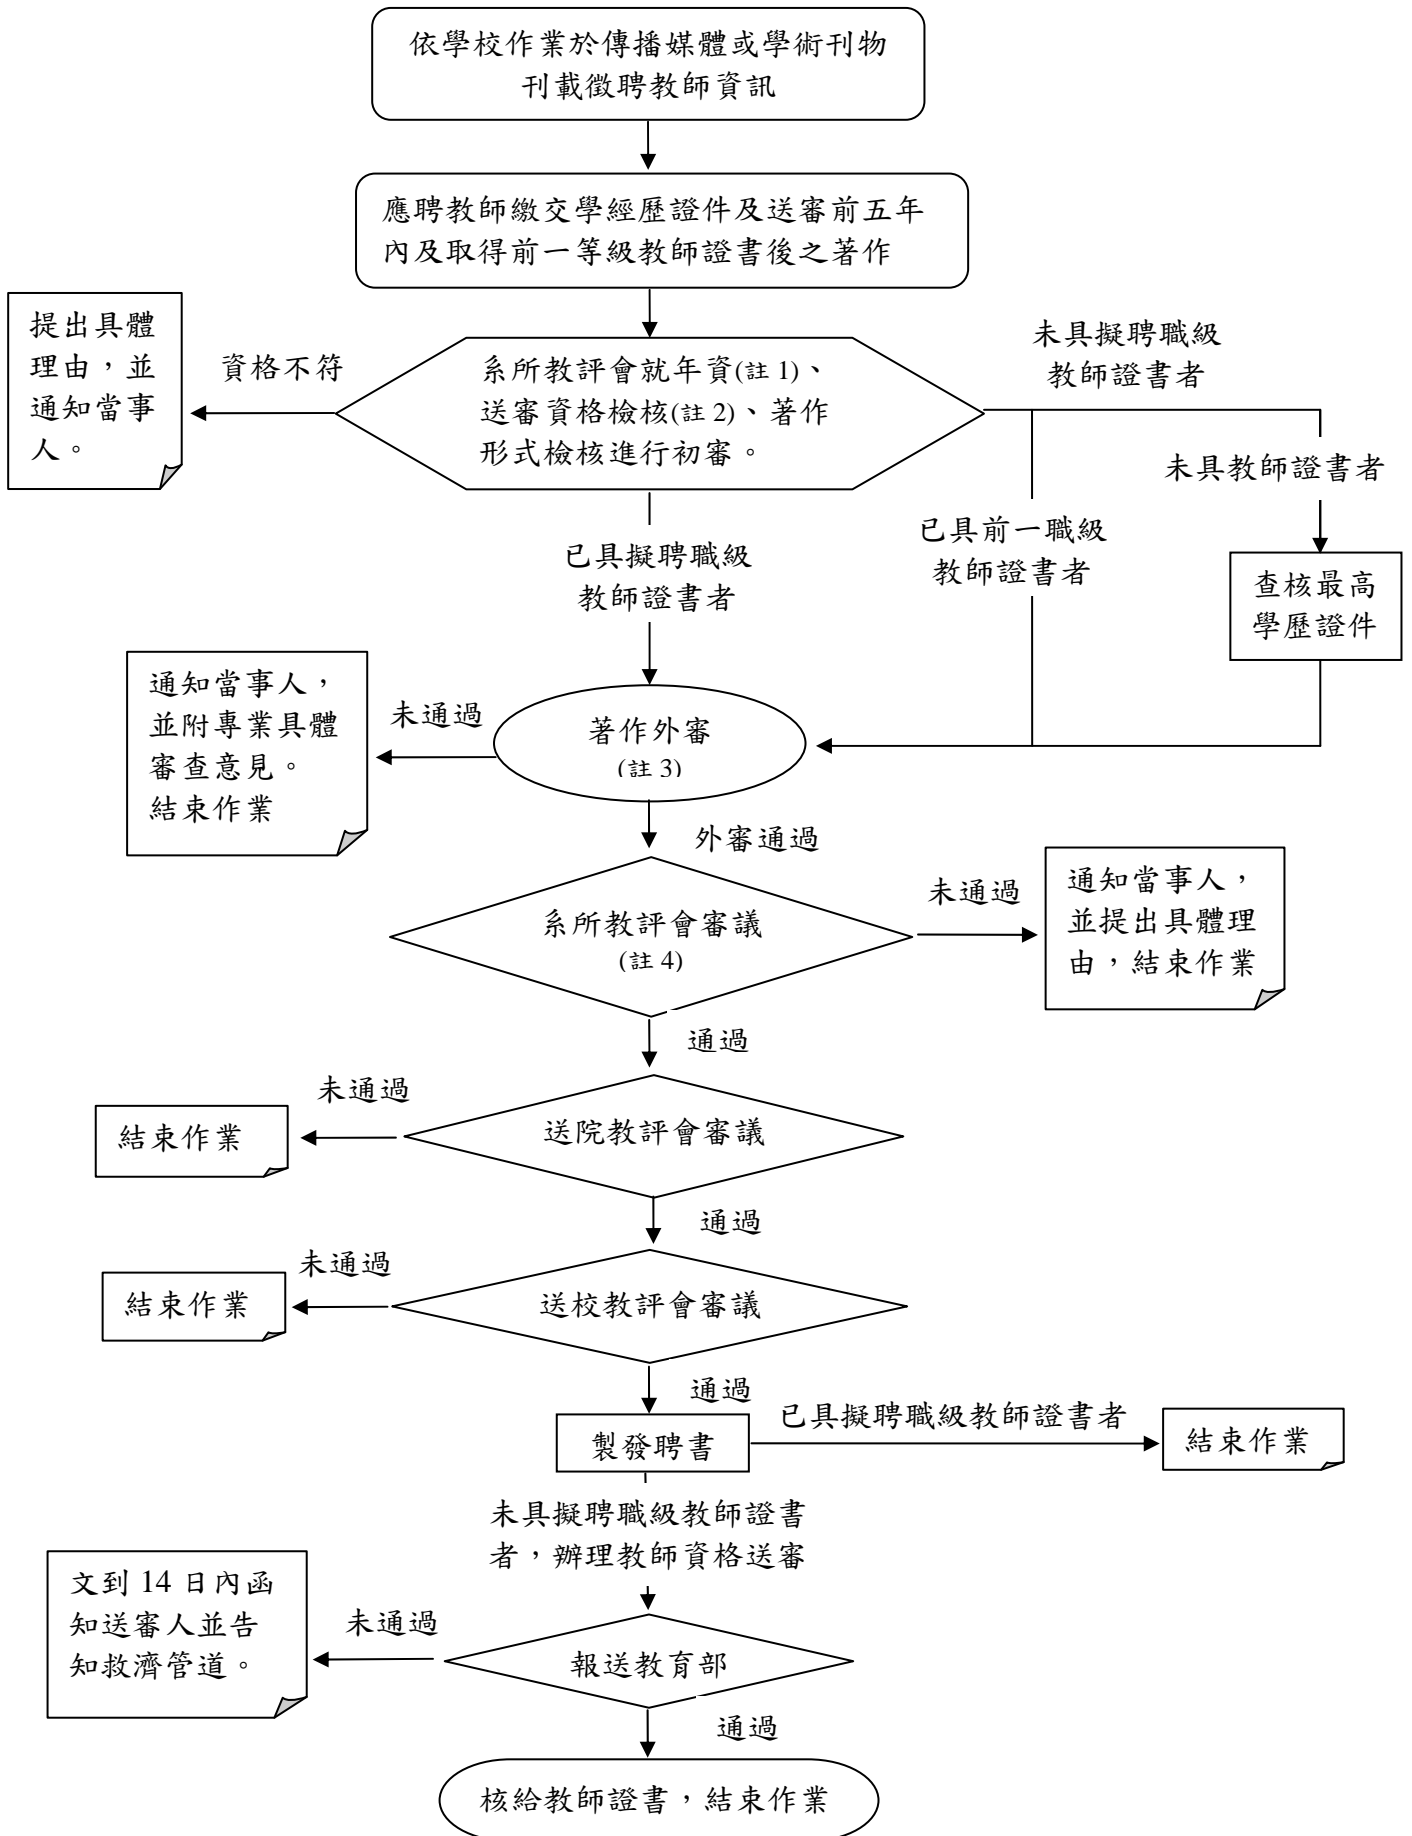 依學校作業於傳播媒體或學術刊物
刊載徵聘教師資訊
應聘教師繳交學經歷證件及送審前五年
內及取得前一等級教師證書後之著作
提出具體
理由，並
通知當事
人。
資格不符
系所教評會就年資(註 1)、
送審資格檢核(註 2)、著作
形式檢核進行初審。
未具擬聘職級
教師證書者
未具教師證書者
已具前一職級
教師證書者
已具擬聘職級
教師證書者
查核最高
學歷證件
通知當事人，
並附專業具體
審查意見。
結束作業
未通過
著作外審
(註 3)
外審通過
系所教評會審議
(註 4)
未通過
通知當事人，
並提出具體理
由，結束作業
通過
未通過
結束作業
送院教評會審議
通過
未通過
結束作業
送校教評會審議
通過
製發聘書
已具擬聘職級教師證書者
結束作業
未具擬聘職級教師證書
者，辦理教師資格送審
文到 14 日內函
知送審人並告
知救濟管道。
未通過
報送教育部
通過
核給教師證書，結束作業